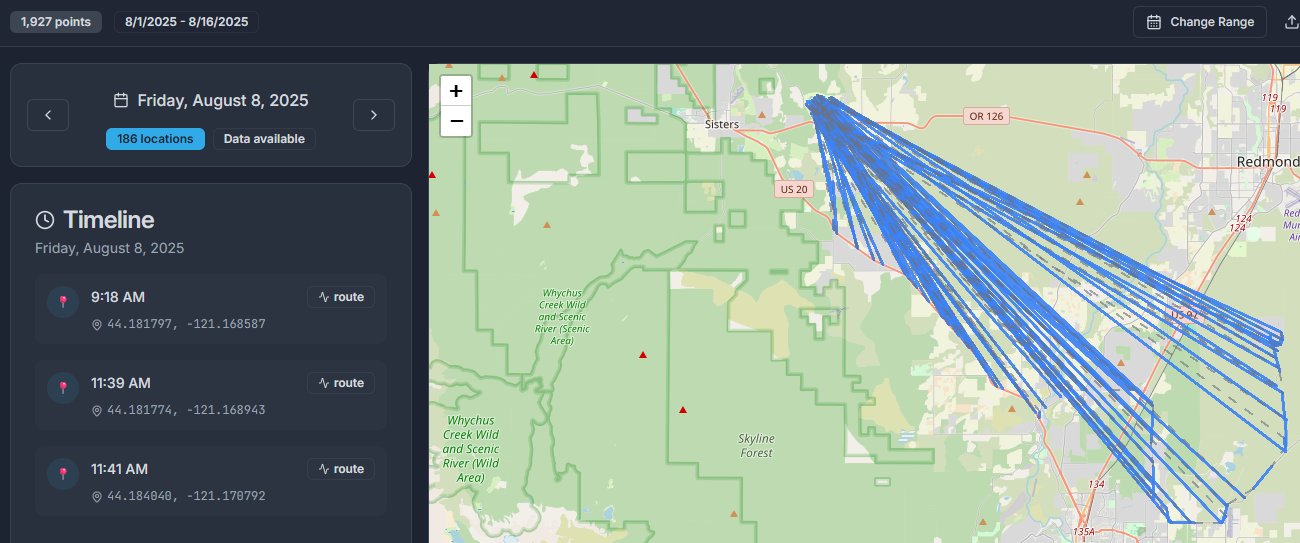 1,927 points
8/1/2025 - 8/16/2025
Change Range
Friday, August 8, 2025
186 locations
Data available
Timeline
Friday, August 8, 2025
9:18 AM
route
44.181797, -121.168587
11:39 AM
route
44.181774, -121.168943
11:41 AM
route
44.184040, -121.170792
+
−
Sisters
OR 126
119
119
Redmond
US 20
124
124
Whychus
Creek Wild
and Scenic
River (Scenic
Area)
US 97
Whychus
Creek Wild
and Scenic
River (Wild
Area)
Skyline
Forest
134
135A